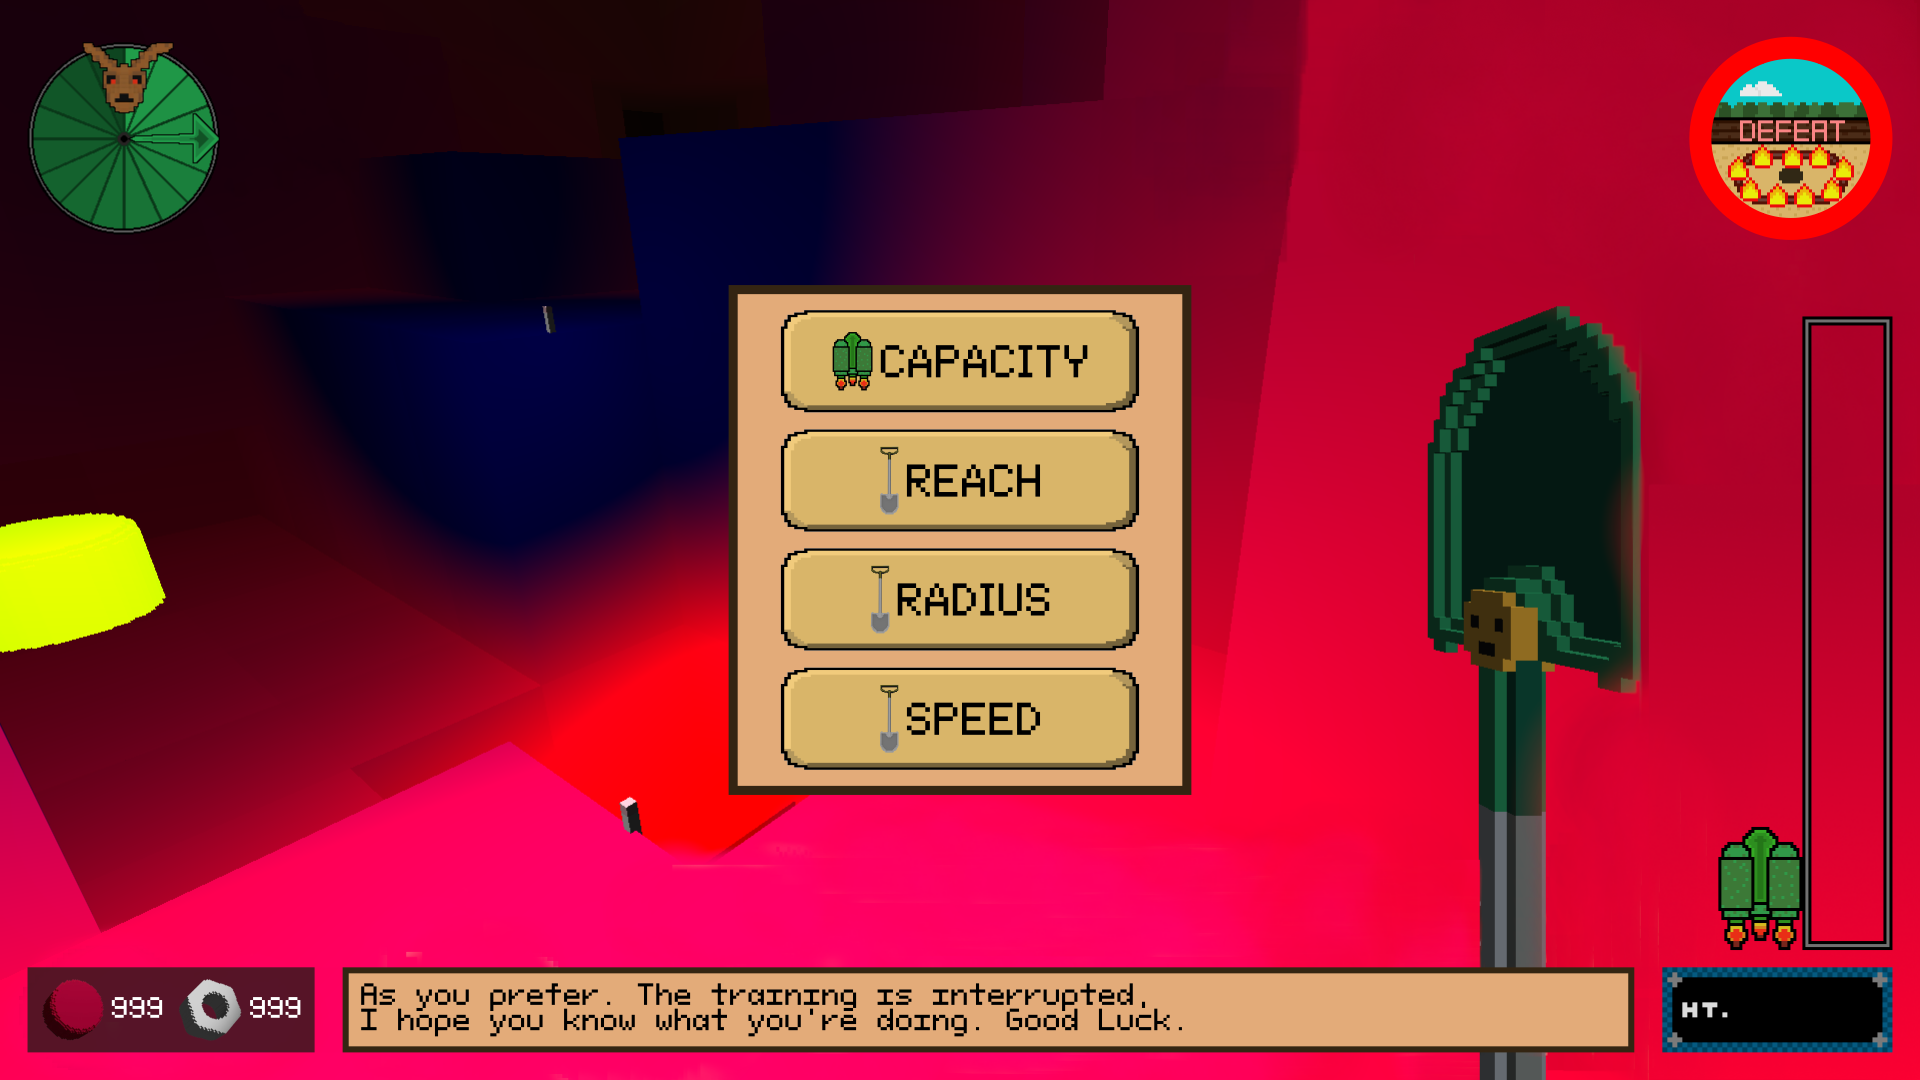 DEFEAT
CAPACITY
REACH
RADIUS
SPEED
999 999
As you prefer. The training is interrupted.
I hope you know what you're doing. Good Luck.
HT.